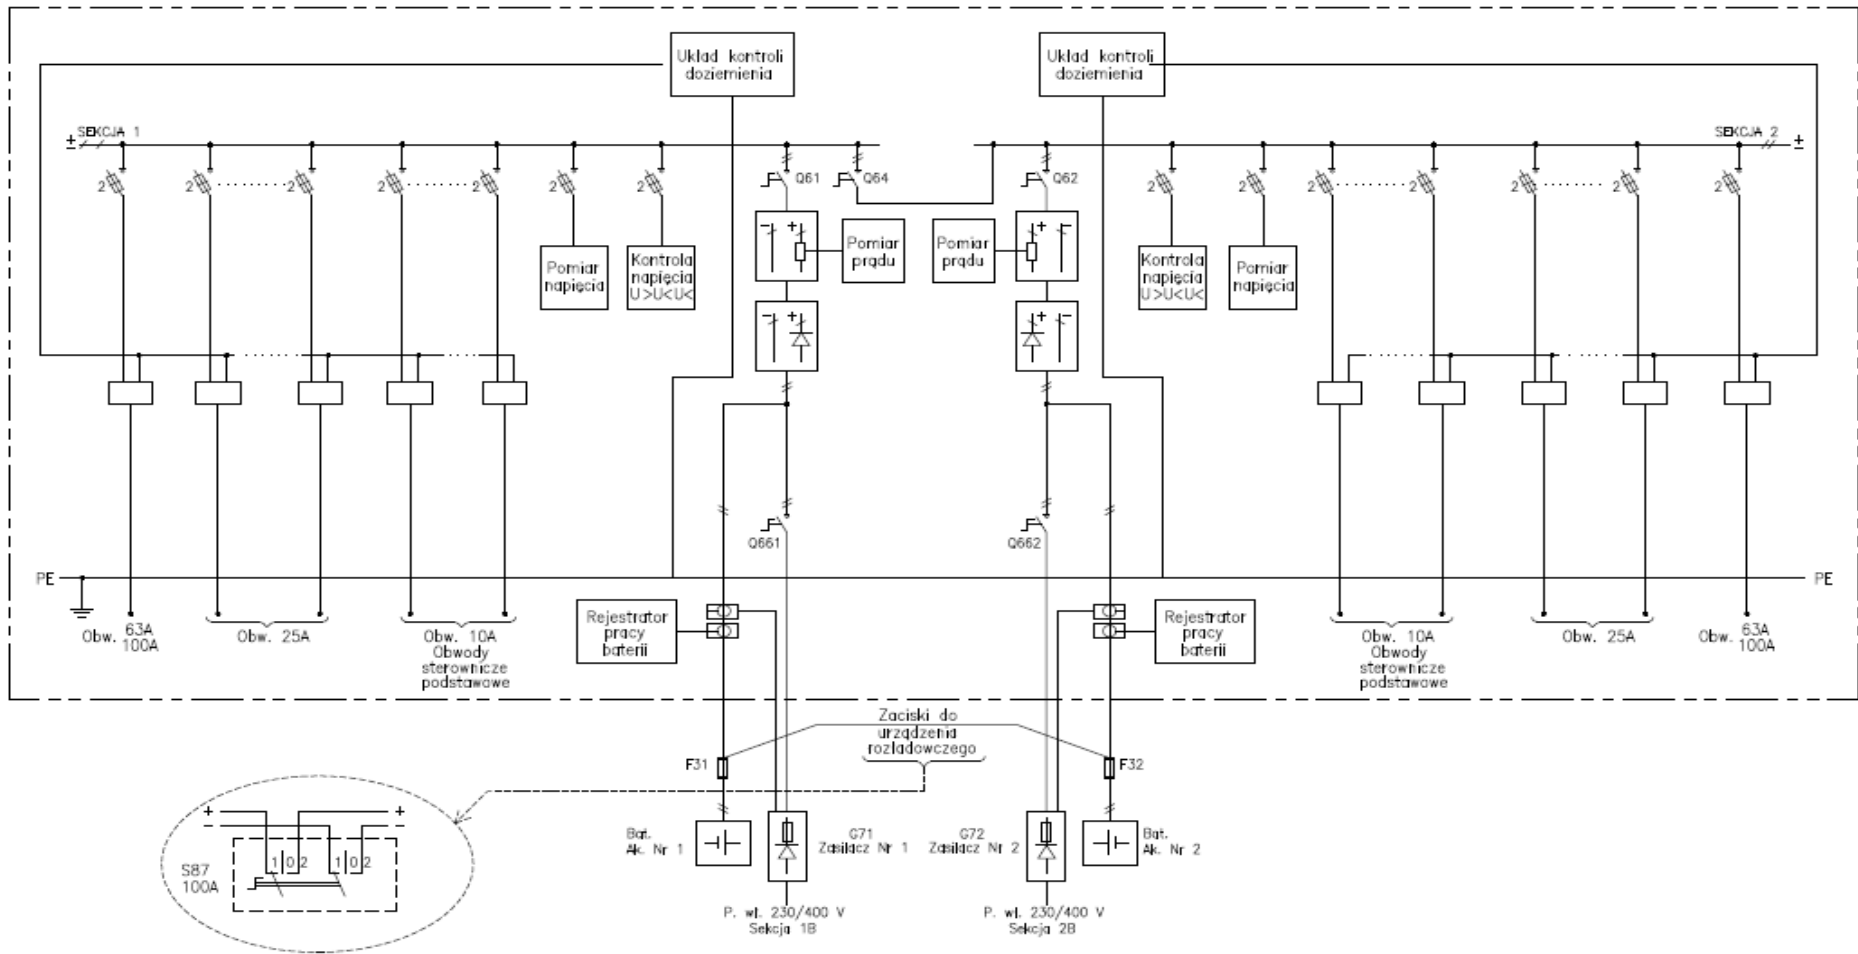 Układ kontroli
doziemienia
Układ kontroli
doziemienia
± SEKCJA 1
SEKCJA 2 ±
2
2
2
2
2
2
2
Q61
Q64
Q62
2
2
2
2
2
2
2
Pomiar
napięcia
Kontrola
napięcia
U>U<U<
− +
Pomiar
prądu
Pomiar
prądu
+ −
Kontrola
napięcia
U>U<U<
Pomiar
napięcia
− +
+ −
Q661
Q662
PE
PE
Obw. 63A
100A
Obw. 25A
Obw. 10A
Obwody
sterownicze
podstawowe
Rejestrator
pracy
baterii
Rejestrator
pracy
baterii
Obw. 10A
Obwody
sterownicze
podstawowe
Obw. 25A
Obw. 63A
100A
Zaciski do
urządzenia
rozładowczego
F31
F32
+ +
− −
1 0 2 1 0 2
S87
100A
Bat.
Ak. Nr 1
G71
Zasilacz Nr 1
G72
Zasilacz Nr 2
Bat.
Ak. Nr 2
P. wł. 230/400 V
Sekcja 1B
P. wł. 230/400 V
Sekcja 2B